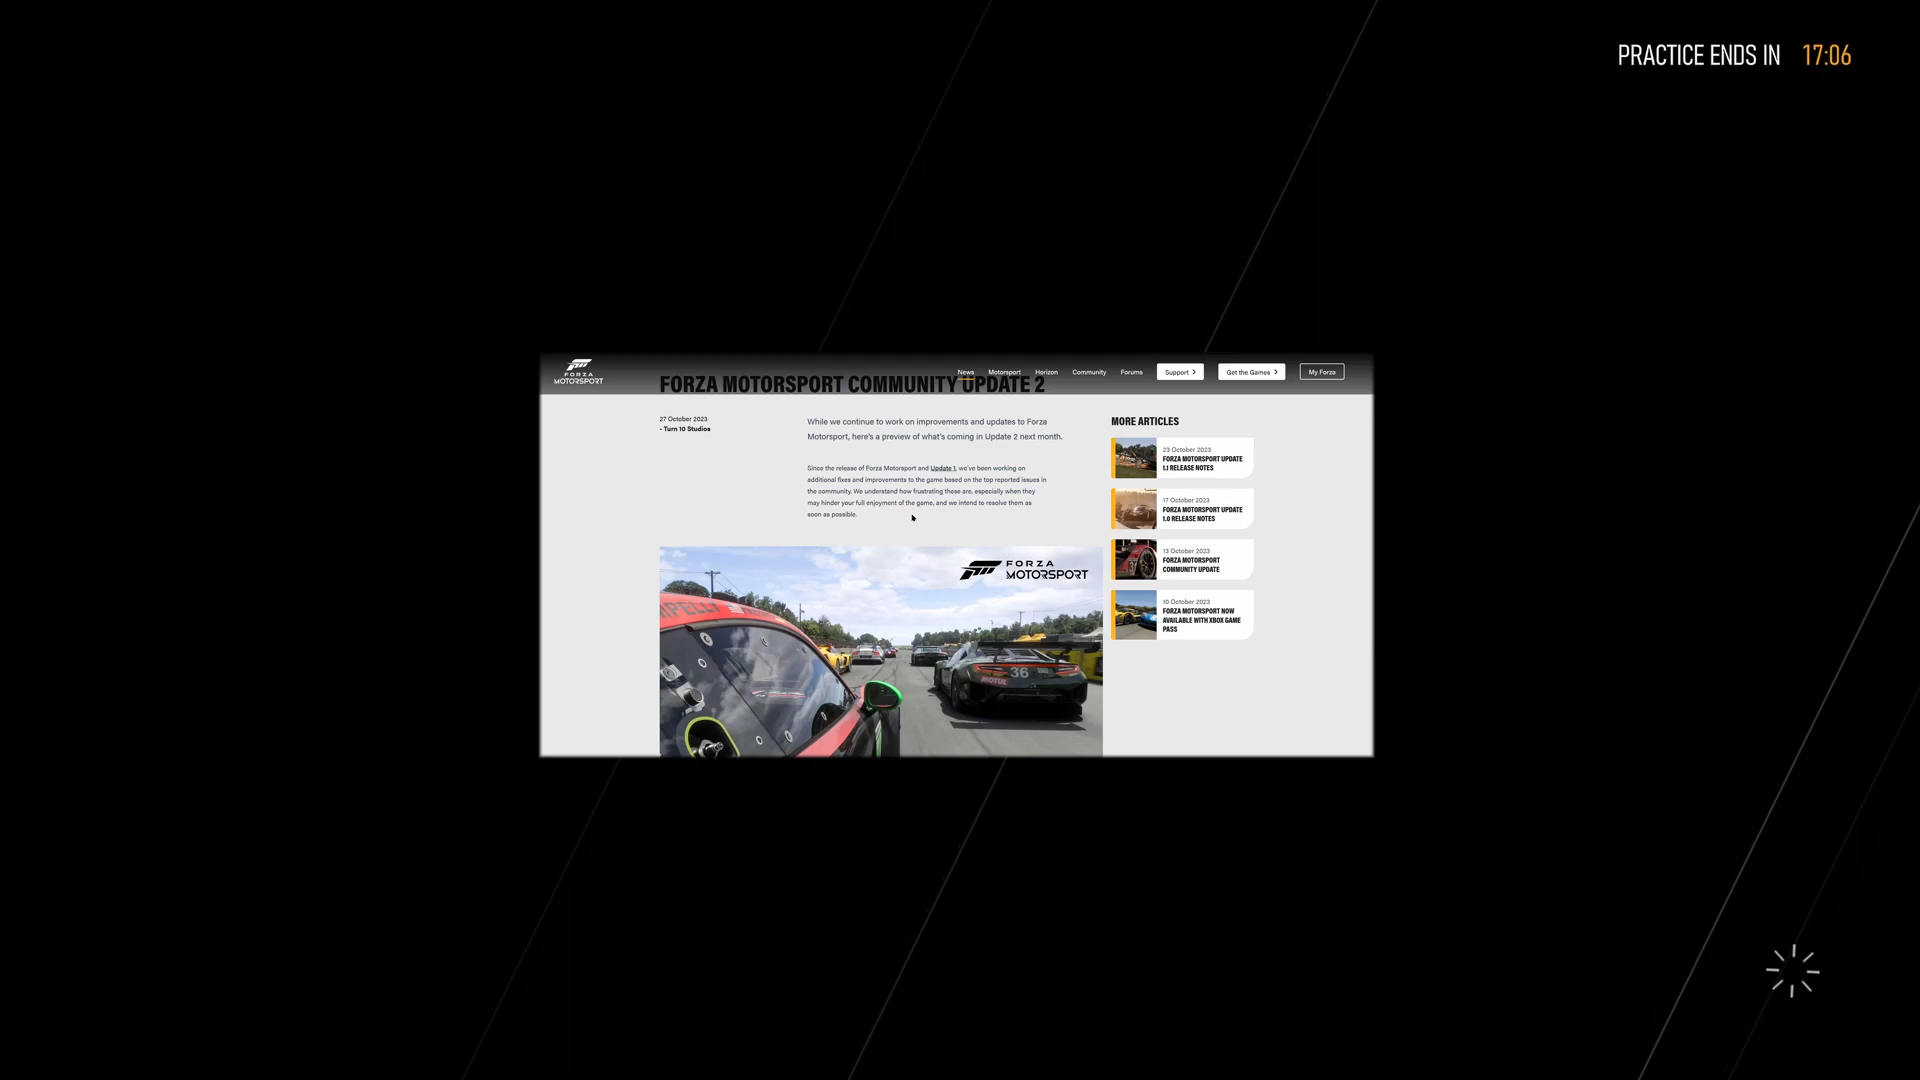 PRACTICE ENDS IN 17:06
FORZA
MOTORSPORT
News Motorsport Horizon Community Forums Support Get the Games My Forza
FORZA MOTORSPORT COMMUNITY UPDATE 2
27 October 2023
- Turn 10 Studios
While we continue to work on improvements and updates to Forza
Motorsport, here's a preview of what's coming in Update 2 next month.
Since the release of Forza Motorsport and Update 1, we've been working on
additional fixes and improvements to the game based on the top reported issues in
the community. We understand how frustrating these are, especially when they
may hinder your full enjoyment of the game, and we intend to resolve them as
soon as possible.
FORZA
MOTORSPORT
36
MOTUL
MORE ARTICLES
23 October 2023
FORZA MOTORSPORT UPDATE
1.1 RELEASE NOTES
17 October 2023
FORZA MOTORSPORT UPDATE
1.0 RELEASE NOTES
13 October 2023
FORZA MOTORSPORT
COMMUNITY UPDATE
10 October 2023
FORZA MOTORSPORT NOW
AVAILABLE WITH XBOX GAME
PASS